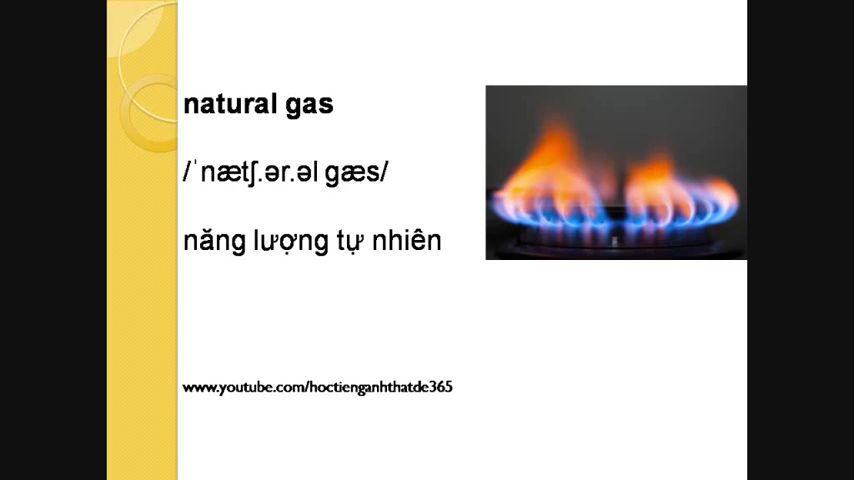 natural gas
/ˈnætʃ.ər.əl gæs/
năng lượng tự nhiên
www.youtube.com/hoctienganhthatde365